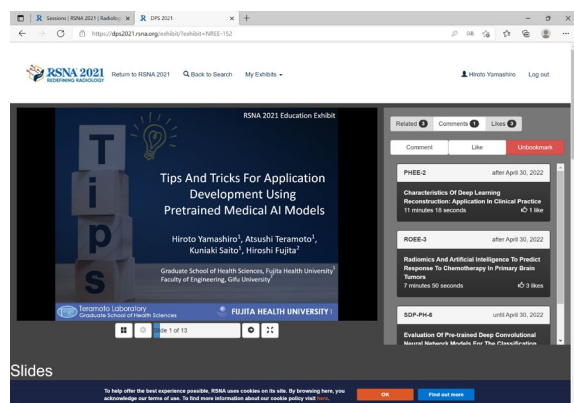 Sessions | RSNA 2021 | Radiolog
DPS 2021
https://dps2021.rsna.org/exhibit/?exhibit=NREE-152
RSNA 2021
REDEFINING RADIOLOGY
Return to RSNA 2021
Back to Search
My Exhibits
Hiroto Yamashiro
Log out
RSNA 2021 Education Exhibit
Tips
Tips And Tricks For Application
Development Using
Pretrained Medical AI Models
Hiroto Yamashiro1, Atsushi Teramoto1,
Kuniaki Saito1, Hiroshi Fujita2
Graduate School of Health Sciences, Fujita Health University1
Faculty of Engineering, Gifu University2
Teramoto Laboratory
Graduate School of Health Sciences
FUJITA HEALTH UNIVERSITY
Slide 1 of 13
Related 3
Comments 1
Likes 3
Comment
Like
Unbookmark
PHEE-2
after April 30, 2022
Characteristics Of Deep Learning
Reconstruction: Application In Clinical Practice
11 minutes 18 seconds
1 like
ROEE-3
after April 30, 2022
Radiomics And Artificial Intelligence To Predict
Response To Chemotherapy In Primary Brain
Tumors
7 minutes 50 seconds
3 likes
SDP-PH-6
until April 30, 2022
Evaluation Of Pre-trained Deep Convolutional
Neural Network Models For The Classification
Slides
To help offer the best experience possible, RSNA uses cookies on its site. By browsing here, you
acknowledge our terms of use. To find more information about our cookie policy visit here.
OK
Find out more